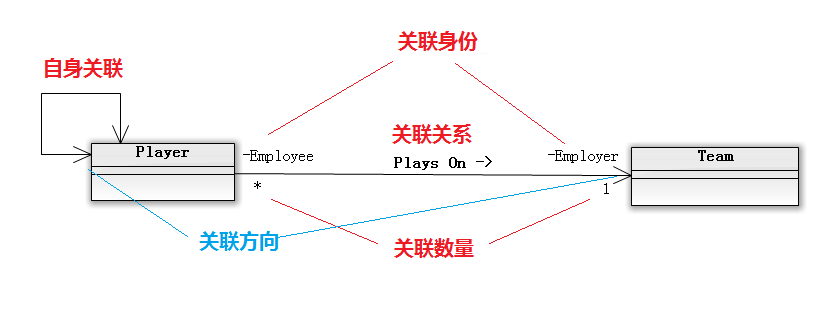 关联身份
自身关联
关联关系
Player
-Employee
Plays On ->
-Employer
Team
*
1
关联方向
关联数量